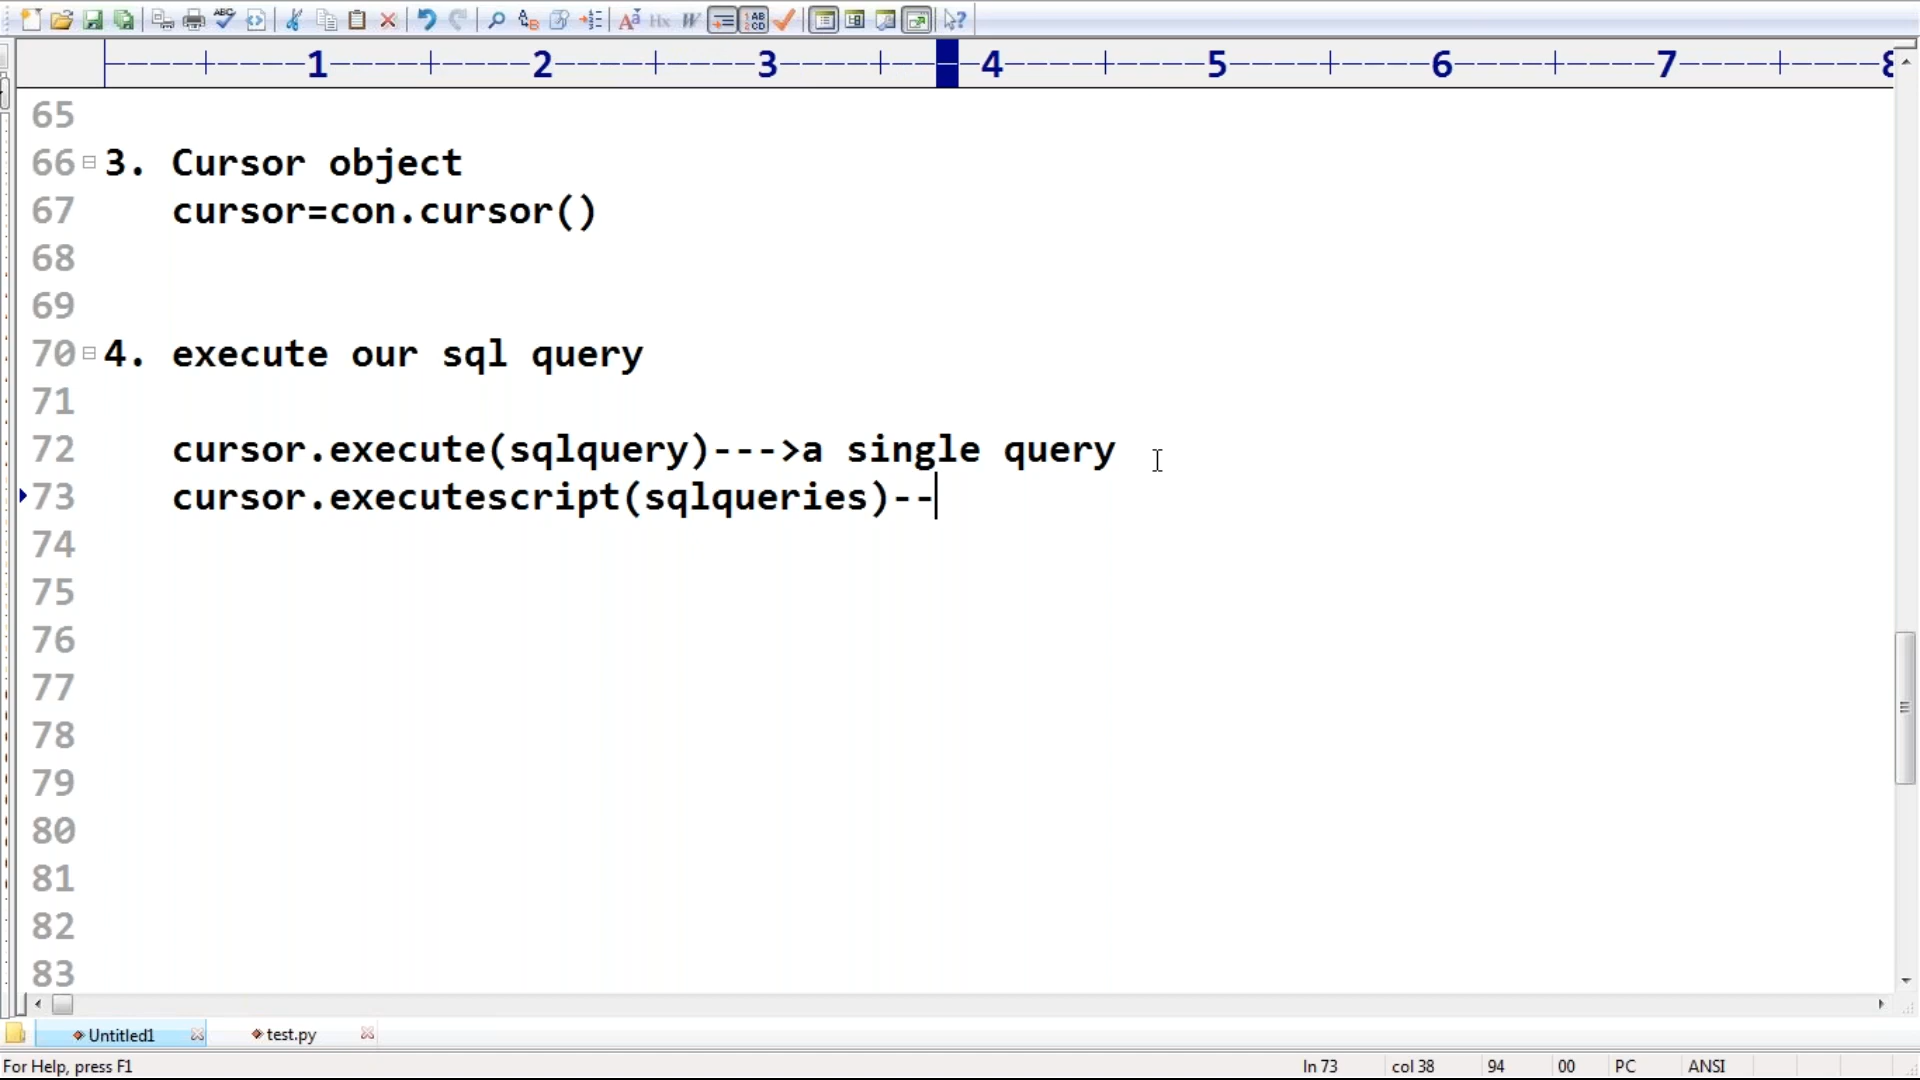 1 2 3 4 5 6 7 8
65
66 3. Cursor object
67 cursor=con.cursor()
68
69
70 4. execute our sql query
71
72 cursor.execute(sqlquery)--->a single query
73 cursor.executescript(sqlqueries)--
74
75
76
77
78
79
80
81
82
83
Untitled1 test.py
For Help, press F1 ln 73 col 38 94 00 PC ANSI